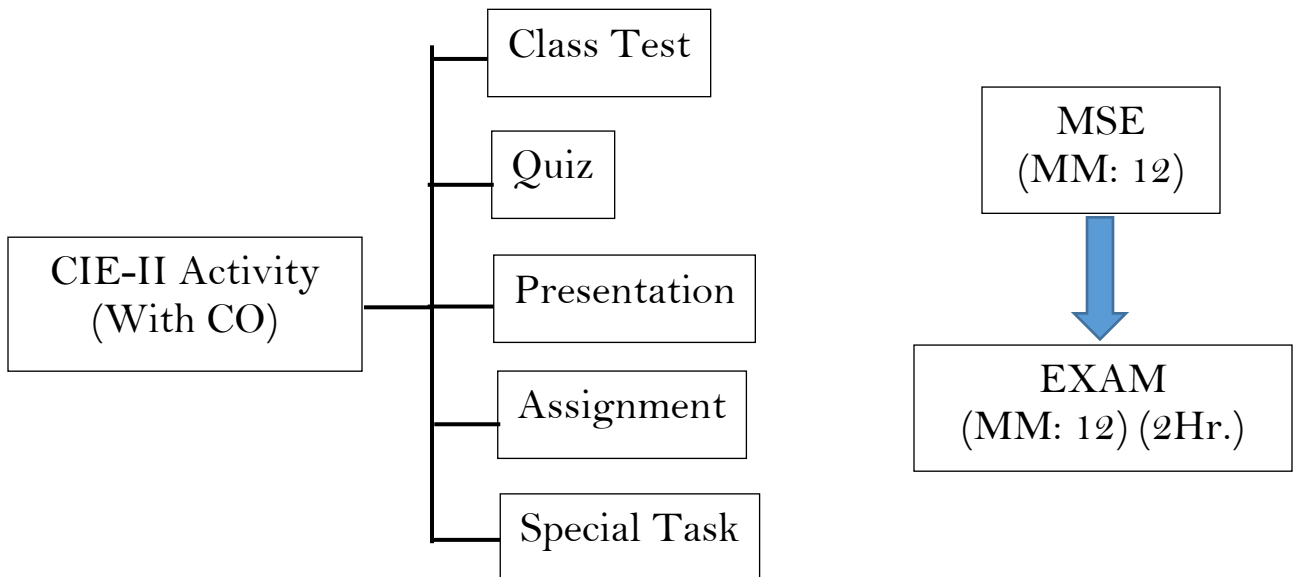 Class Test
Quiz
CIE-II Activity
(With CO)
Presentation
Assignment
Special Task
MSE
(MM: 12)
EXAM
(MM: 12) (2Hr.)